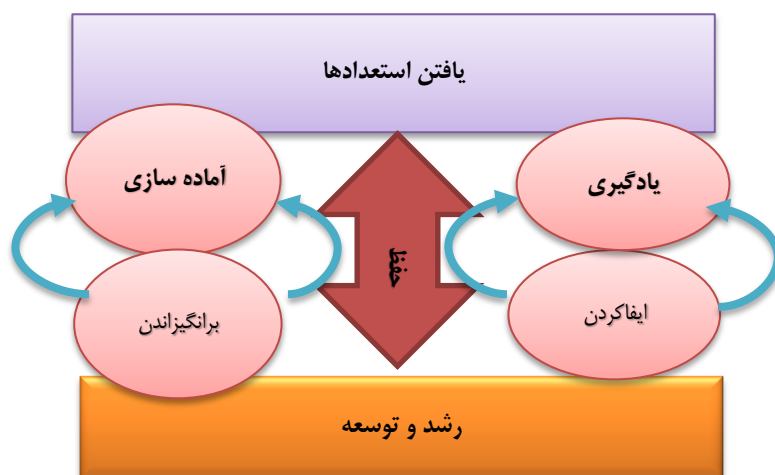 یافتن استعدادها
یادگیری
آماده سازی
حفظ
ایفاکردن
برانگیزاندن
رشد و توسعه